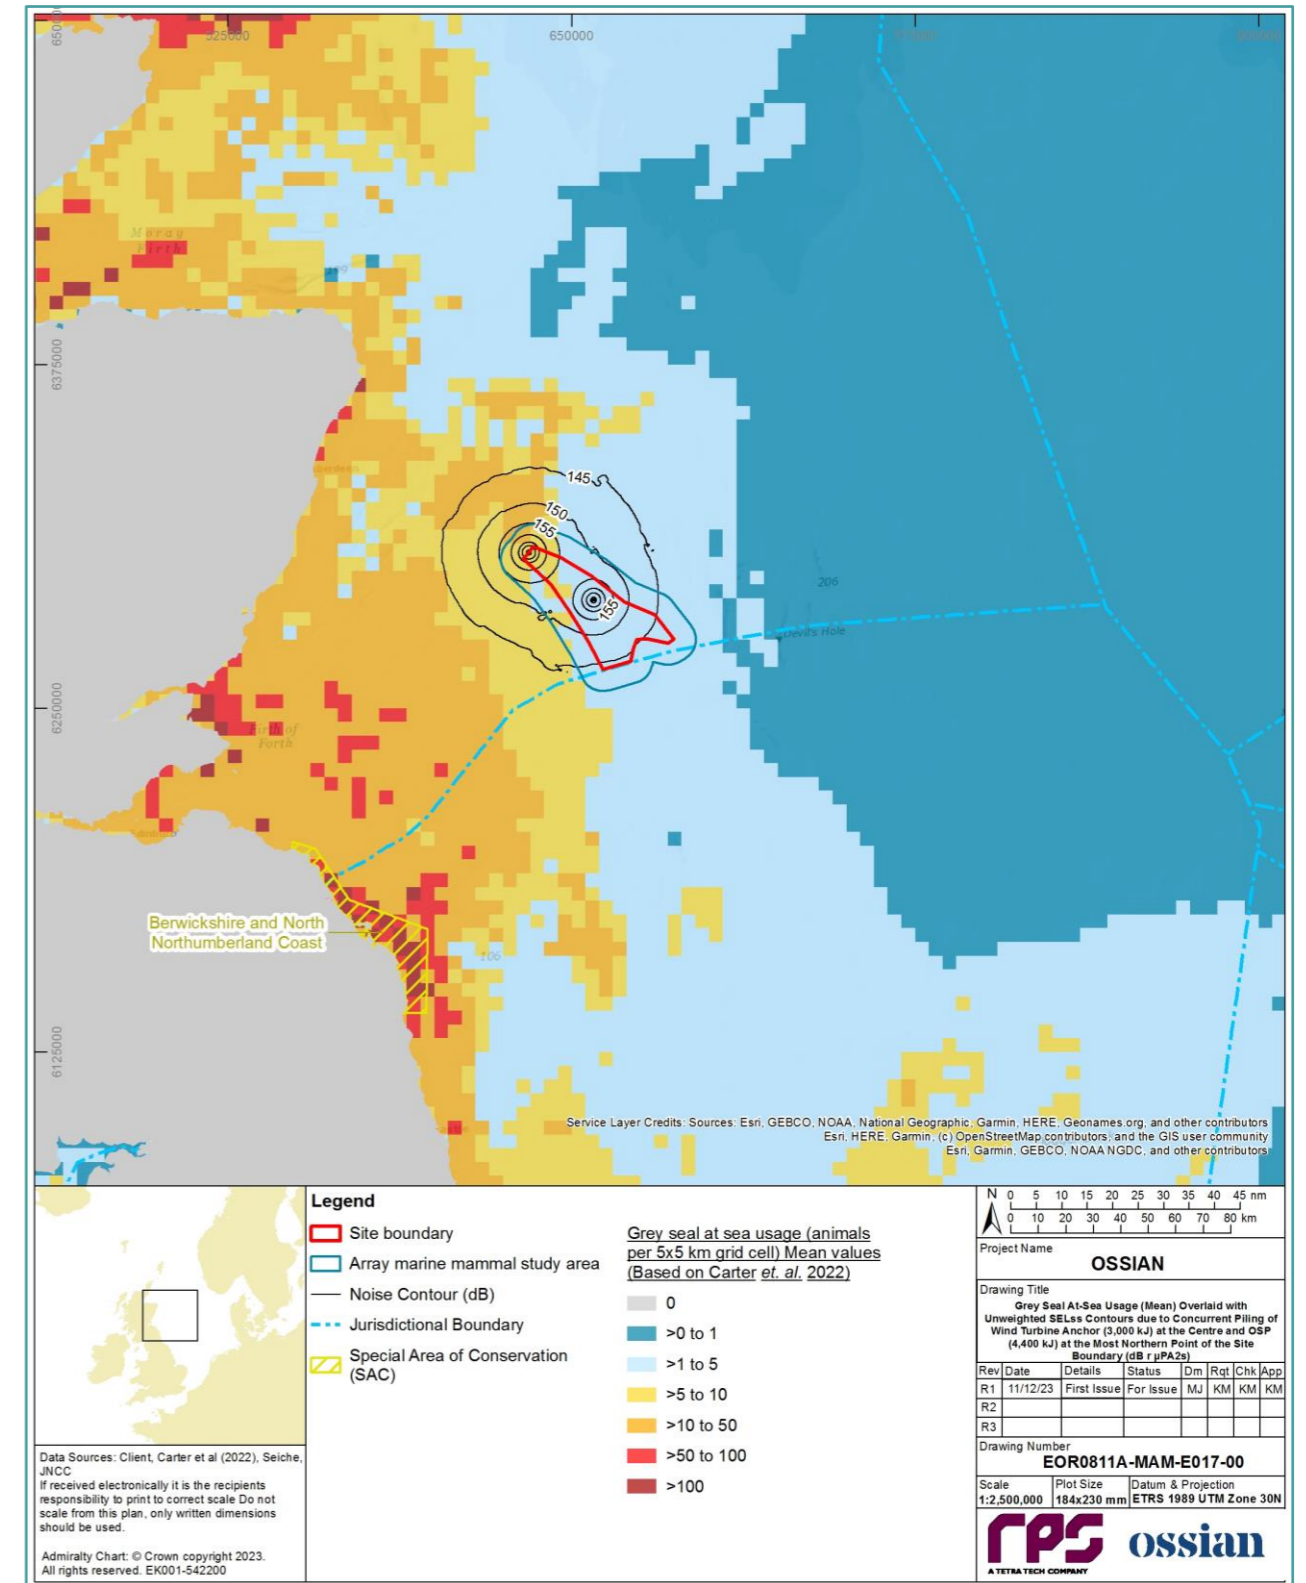 525000
650000
650000
Moray
Firth
199
6375000
Aberdeen
145
150
155
155
206
Devil's Hole
6250000
Firth of
Forth
Edinburgh
Berwickshire and North
Northumberland Coast
106
6125000
Service Layer Credits: Sources: Esri, GEBCO, NOAA, National Geographic, Garmin, HERE, Geonames.org, and other contributors
Esri, HERE, Garmin, (c) OpenStreetMap contributors, and the GIS user community
Esri, Garmin, GEBCO, NOAA NGDC, and other contributors
Legend
Site boundary
Array marine mammal study area
Noise Contour (dB)
Jurisdictional Boundary
Special Area of Conservation
(SAC)
Grey seal at sea usage (animals
per 5x5 km grid cell) Mean values
(Based on Carter et. al. 2022)
0
>0 to 1
>1 to 5
>5 to 10
>10 to 50
>50 to 100
>100
Data Sources: Client, Carter et al (2022), Seiche,
JNCC
If received electronically it is the recipients
responsibility to print to correct scale Do not
scale from this plan, only written dimensions
should be used.
Admiralty Chart: © Crown copyright 2023.
All rights reserved. EK001-542200
N 0 5 10 15 20 25 30 35 40 45 nm
0 10 20 30 40 50 60 70 80 km
Project Name
OSSIAN
Drawing Title
Grey Seal At-Sea Usage (Mean) Overlaid with
Unweighted SELss Contours due to Concurrent Piling of
Wind Turbine Anchor (3,000 kJ) at the Centre and OSP
(4,400 kJ) at the Most Northern Point of the Site
Boundary (dB r µPA2s)
Rev Date Details Status Dm Rqt Chk App
R1 11/12/23 First Issue For Issue MJ KM KM KM
R2
R3
Drawing Number
EOR0811A-MAM-E017-00
Scale Plot Size Datum & Projection
1:2,500,000 184x230 mm ETRS 1989 UTM Zone 30N
rps ossian
A TETRA TECH COMPANY